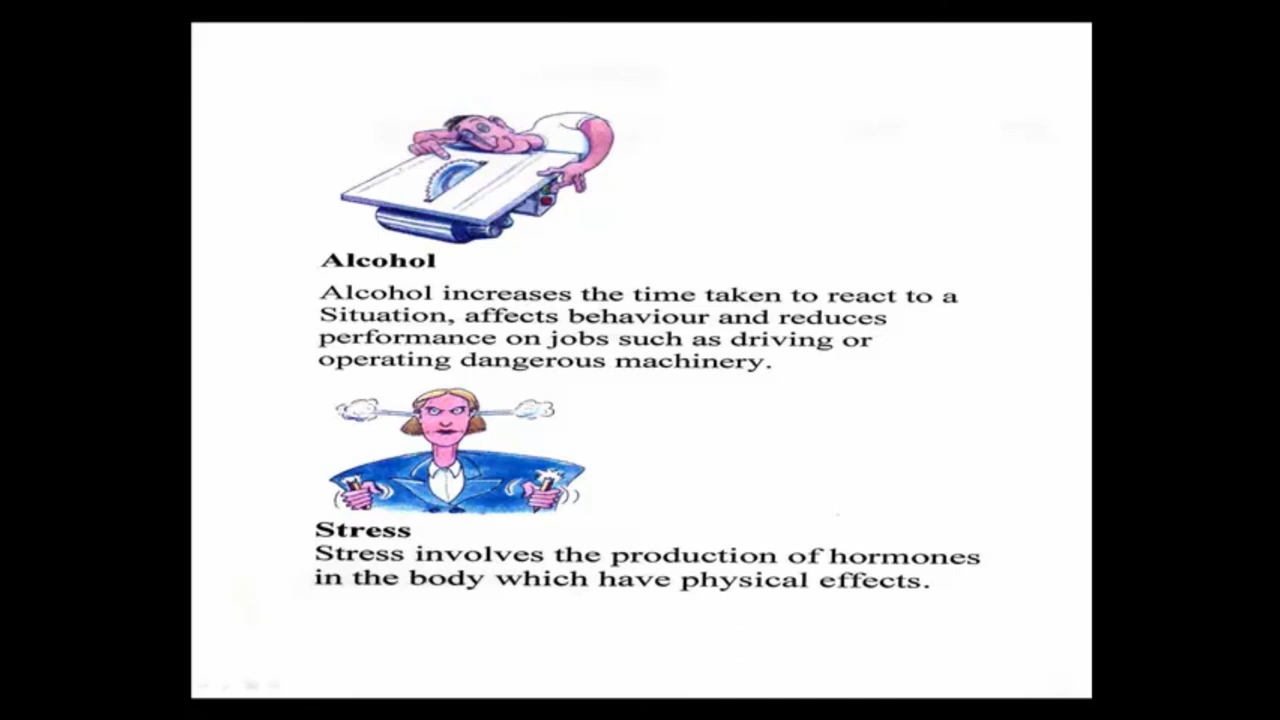 Alcohol
Alcohol increases the time taken to react to a
Situation, affects behaviour and reduces
performance on jobs such as driving or
operating dangerous machinery.
Stress
Stress involves the production of hormones
in the body which have physical effects.